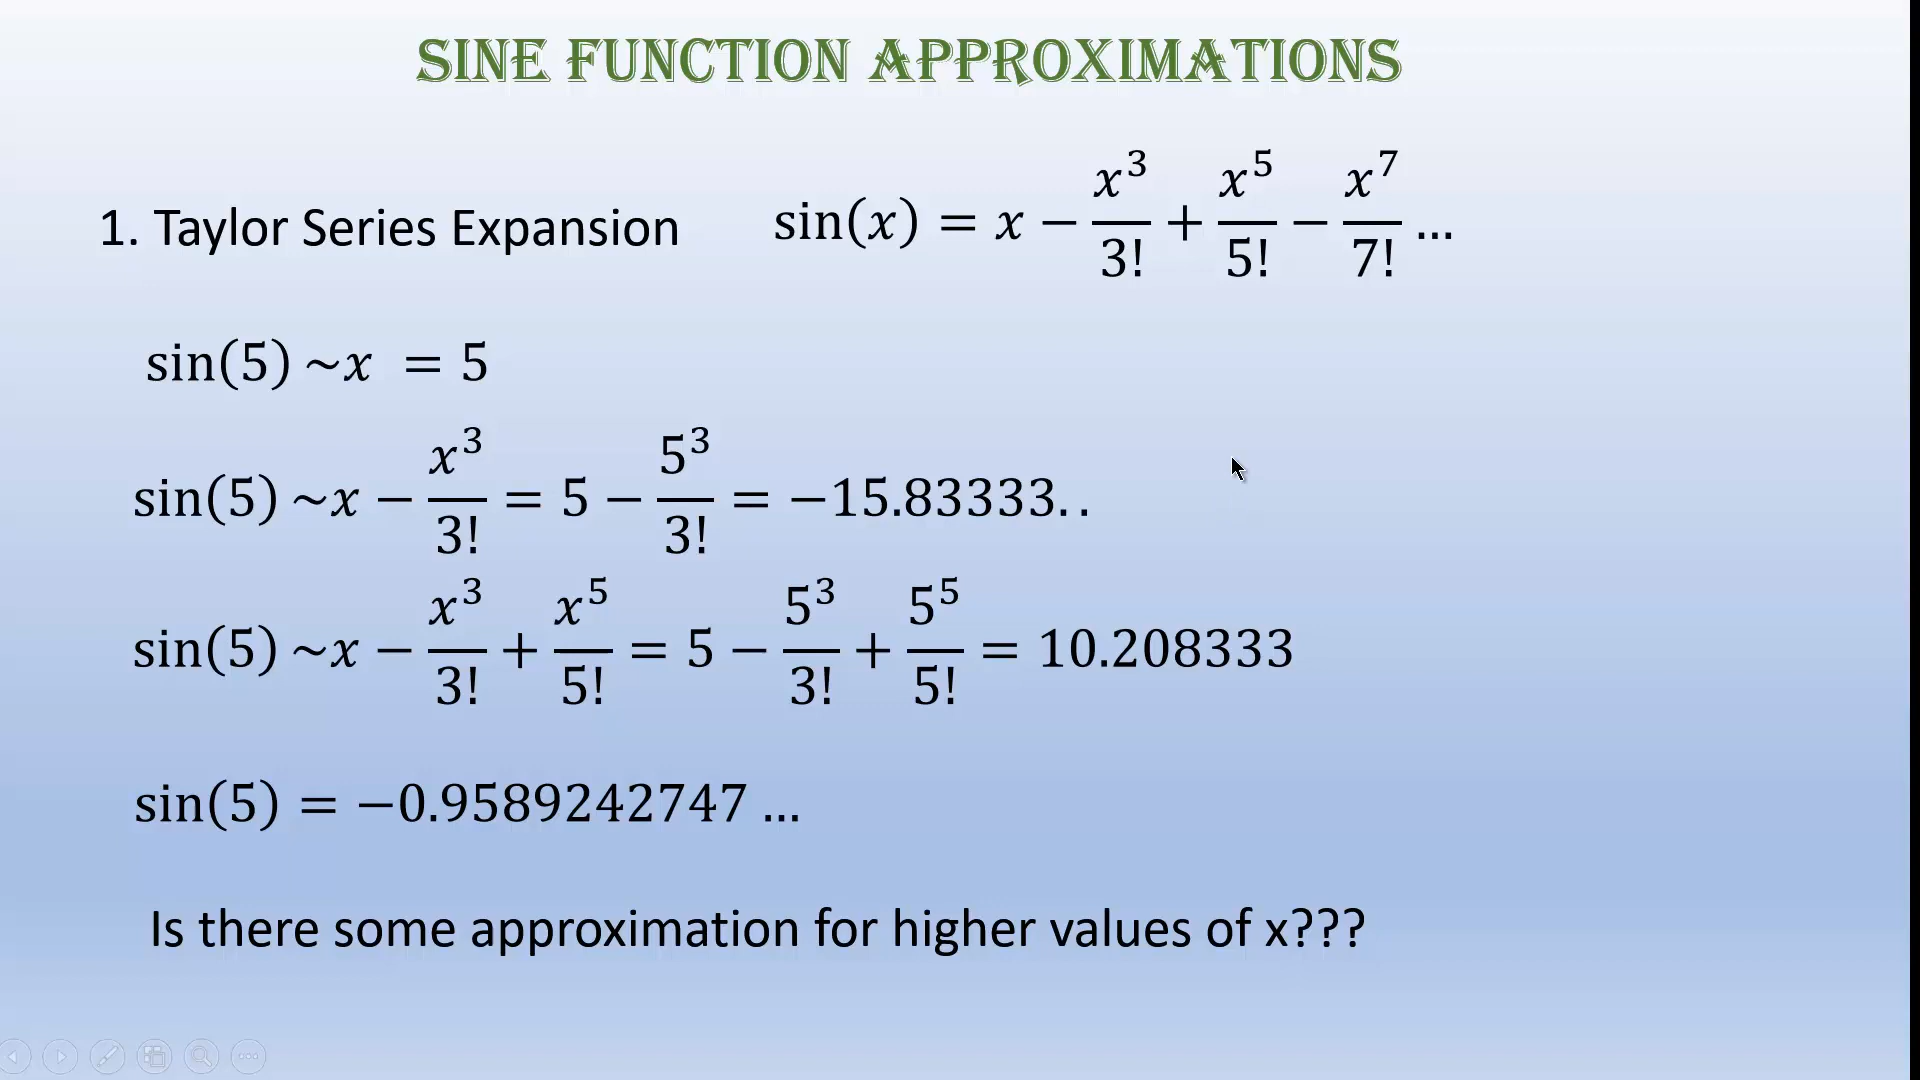 SINE FUNCTION APPROXIMATIONS
1. Taylor Series Expansion sin(x) = x − x³/3! + x⁵/5! − x⁷/7! ...
sin(5) ~x = 5
sin(5) ~x − x³/3! = 5 − 5³/3! = −15.83333. .
sin(5) ~x − x³/3! + x⁵/5! = 5 − 5³/3! + 5⁵/5! = 10.208333
sin(5) = −0.9589242747 ...
Is there some approximation for higher values of x???